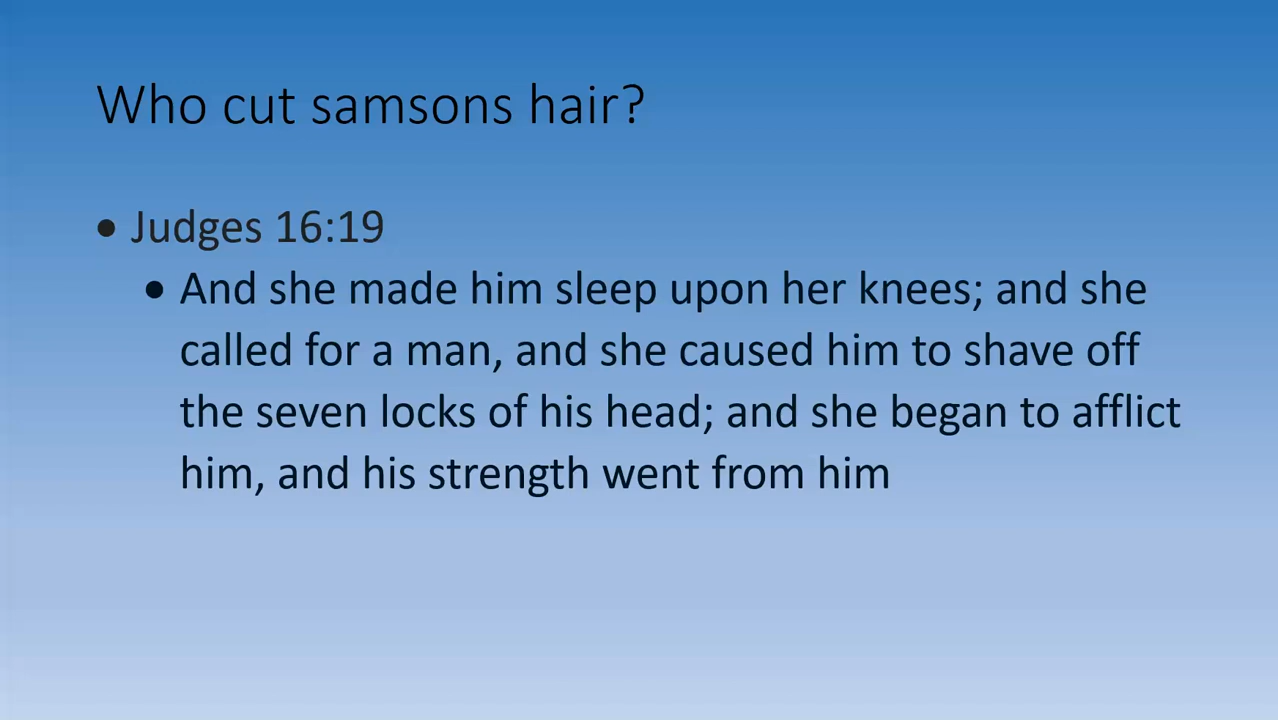 Who cut samsons hair?
• Judges 16:19
• And she made him sleep upon her knees; and she
called for a man, and she caused him to shave off
the seven locks of his head; and she began to afflict
him, and his strength went from him